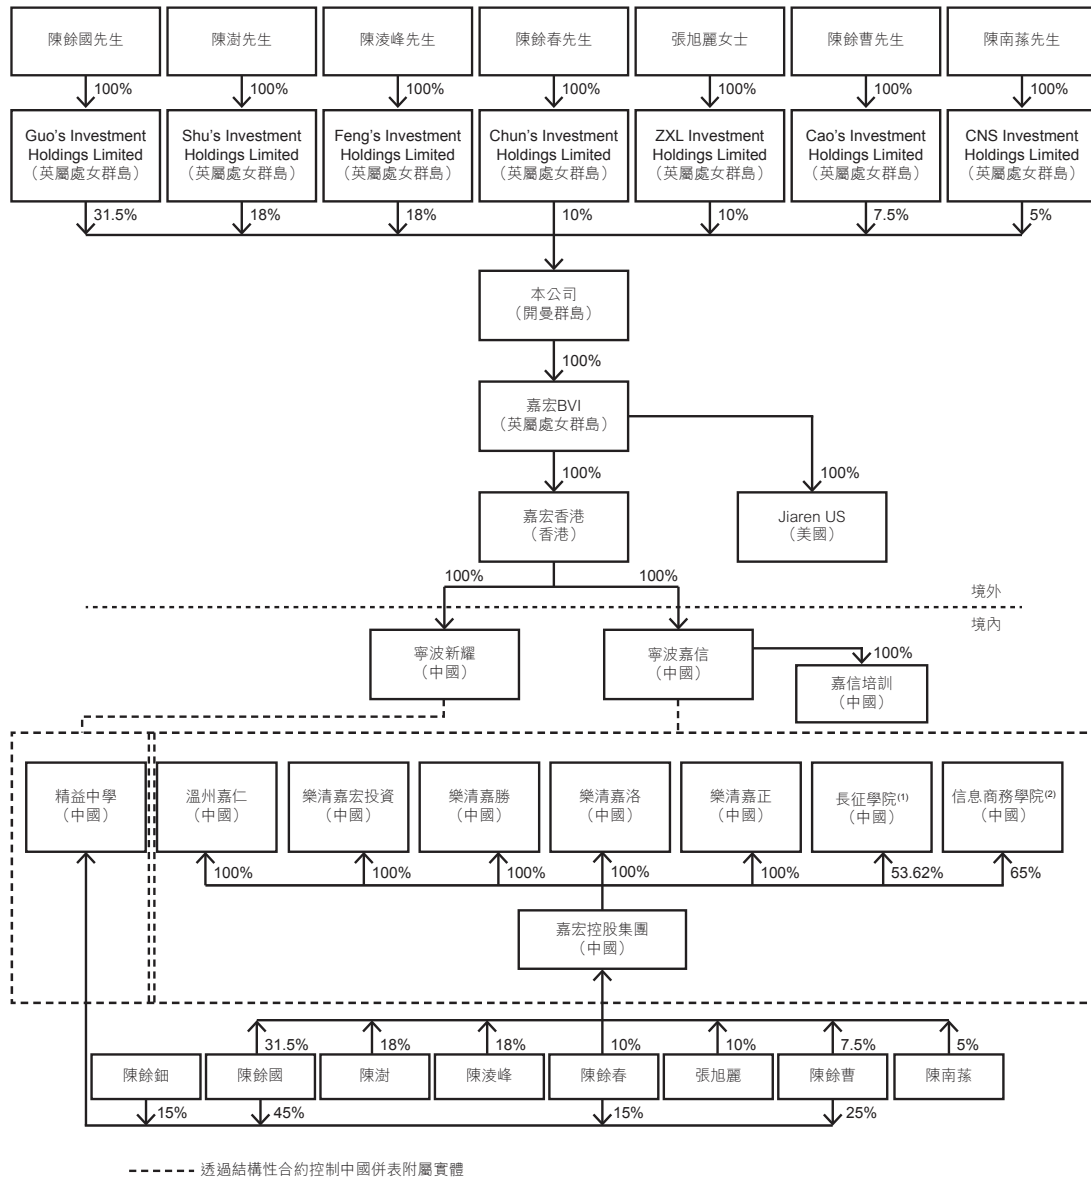 陳餘國先生
陳澍先生
陳淩峰先生
陳餘春先生
張旭麗女士
陳餘曹先生
陳南蓀先生
100%
100%
100%
100%
100%
100%
100%
Guo's Investment
Holdings Limited
（英屬處女群島）
Shu's Investment
Holdings Limited
（英屬處女群島）
Feng's Investment
Holdings Limited
（英屬處女群島）
Chun's Investment
Holdings Limited
（英屬處女群島）
ZXL Investment
Holdings Limited
（英屬處女群島）
Cao's Investment
Holdings Limited
（英屬處女群島）
CNS Investment
Holdings Limited
（英屬處女群島）
31.5%
18%
18%
10%
10%
7.5%
5%
本公司
（開曼群島）
100%
嘉宏BVI
（英屬處女群島）
100%
100%
嘉宏香港
（香港）
Jiaren US
（美國）
100%
100%
境外
境內
寧波新耀
（中國）
寧波嘉信
（中國）
100%
嘉信培訓
（中國）
精益中學
（中國）
溫州嘉仁
（中國）
樂清嘉宏投資
（中國）
樂清嘉勝
（中國）
樂清嘉洛
（中國）
樂清嘉正
（中國）
長征學院⁽¹⁾
（中國）
信息商務學院⁽²⁾
（中國）
100%
100%
100%
100%
100%
53.62%
65%
嘉宏控股集團
（中國）
31.5%
18%
18%
10%
10%
7.5%
5%
陳餘鈿
陳餘國
陳澍
陳淩峰
陳餘春
張旭麗
陳餘曹
陳南蓀
15%
45%
15%
25%
透過結構性合約控制中國併表附屬實體